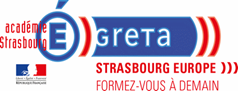 académie
Strasbourg
É GRETA
STRASBOURG EUROPE )))
FORMEZ-VOUS À DEMAIN